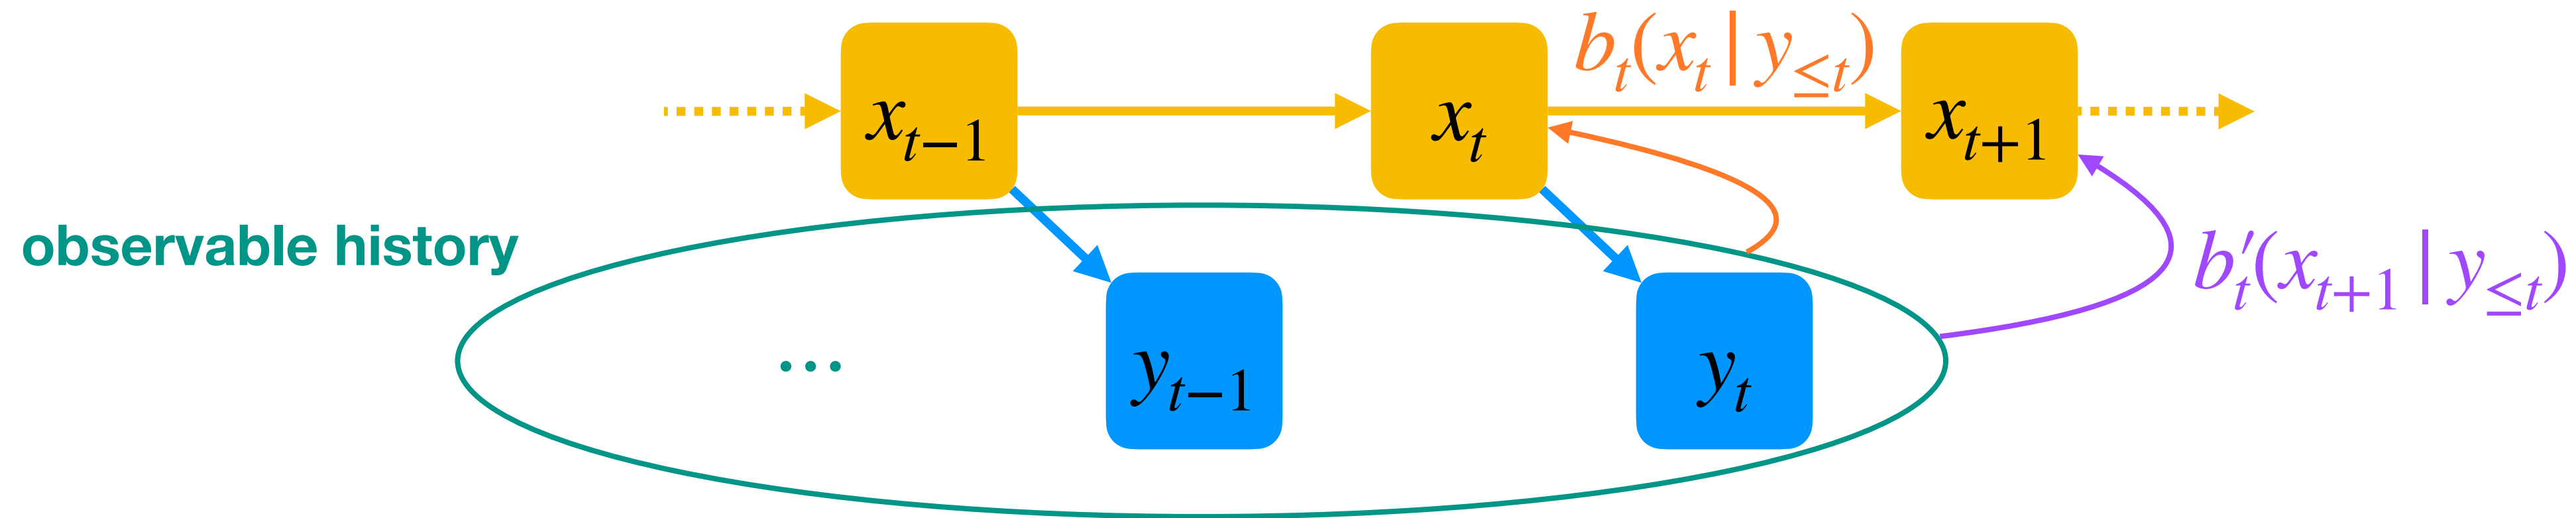 b_t(x_t | y_{≤t})
x_{t−1}
x_t
x_{t+1}
observable history
b′_t(x_{t+1} | y_{≤t})
...
y_{t−1}
y_t